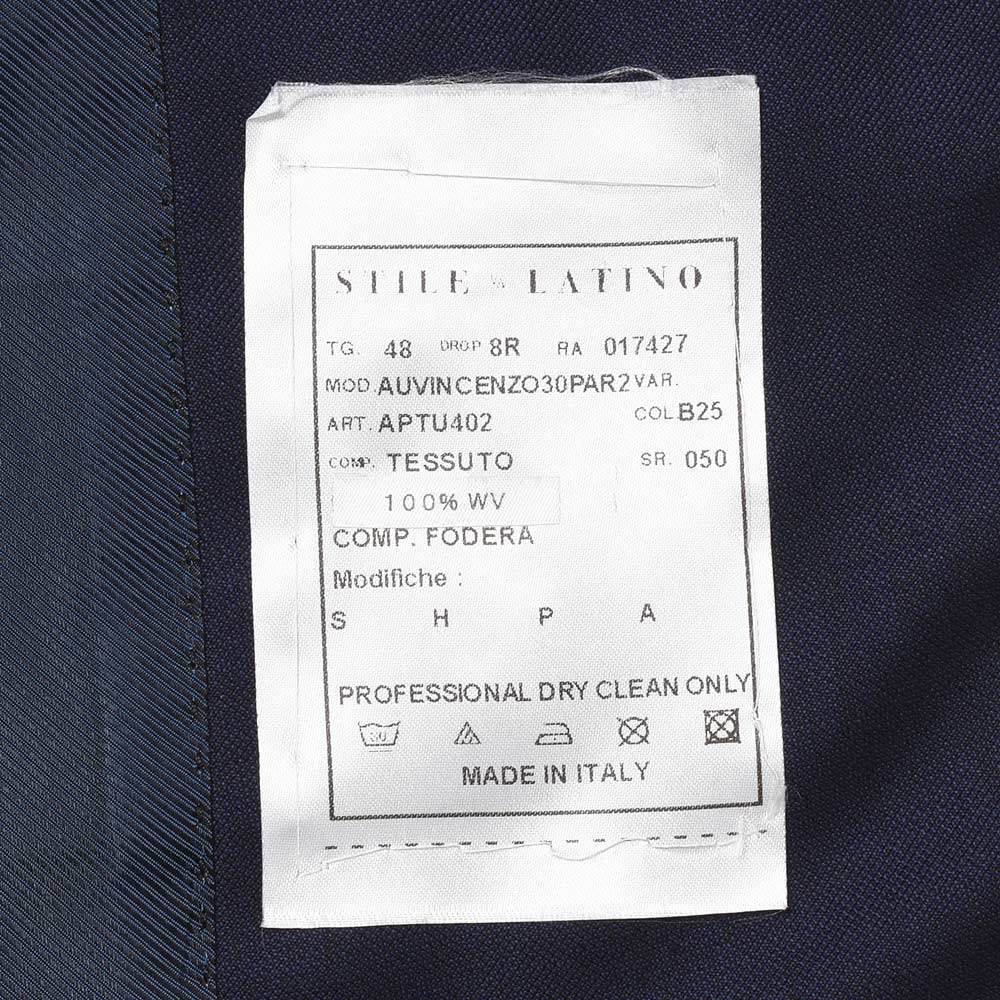 STILE LATINO
TG. 48 DROP 8R RA 017427
MOD. AUVINCENZO30PAR2 VAR.
ART. APTU402 COL B25
COMP. TESSUTO SR. 050
100% WV
COMP. FODERA
Modifiche :
S H P A
PROFESSIONAL DRY CLEAN ONLY
30
MADE IN ITALY